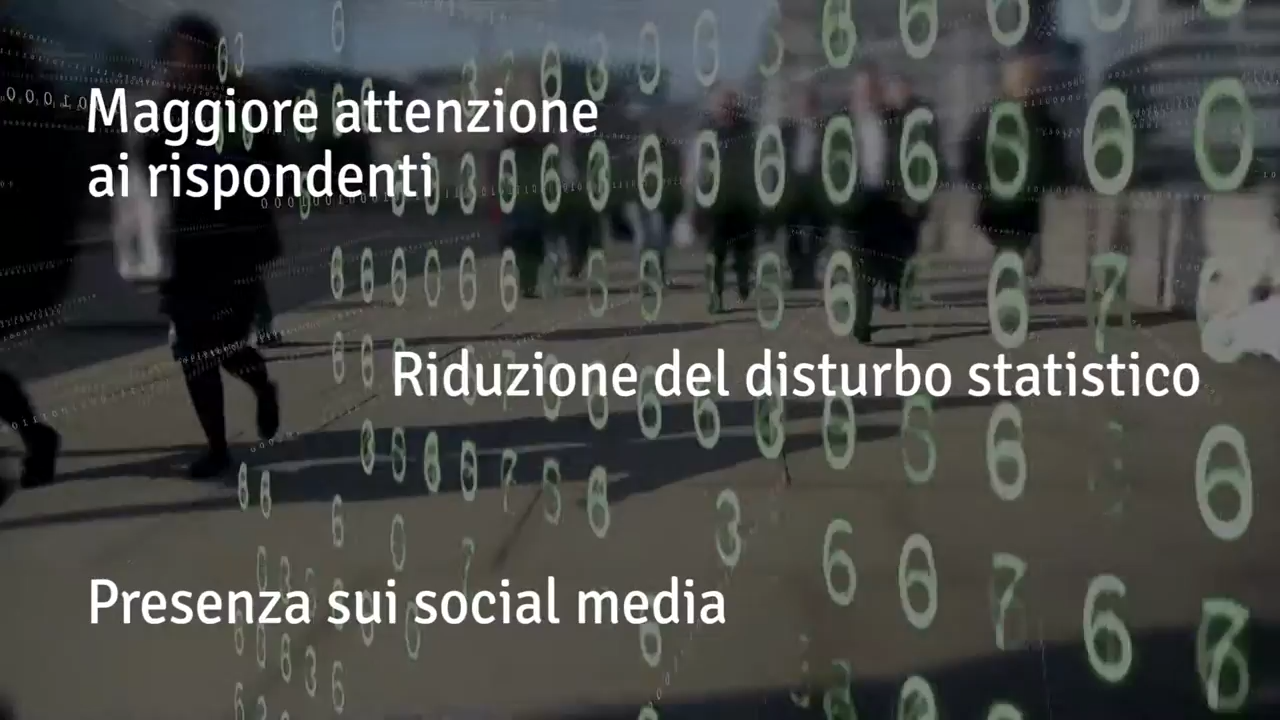 Maggiore attenzione
ai rispondenti
Riduzione del disturbo statistico
Presenza sui social media